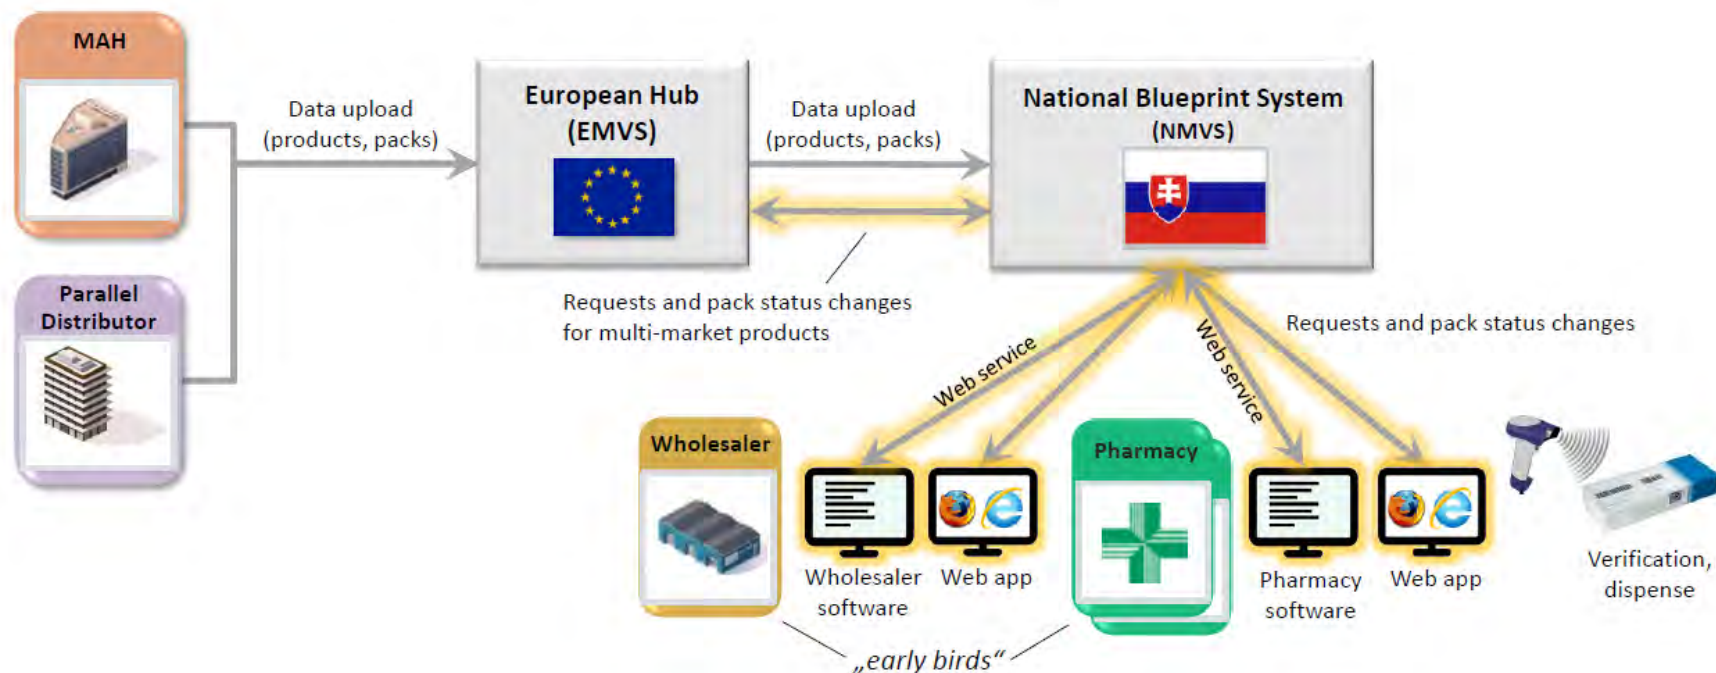 MAH
Data upload
(products, packs)
European Hub
(EMVS)
Data upload
(products, packs)
National Blueprint System
(NMVS)
Parallel
Distributor
Requests and pack status changes
for multi-market products
Requests and pack status changes
Web service
Web service
Wholesaler
Wholesaler
software
Web app
Pharmacy
Pharmacy
software
Web app
Verification,
dispense
„early birds“